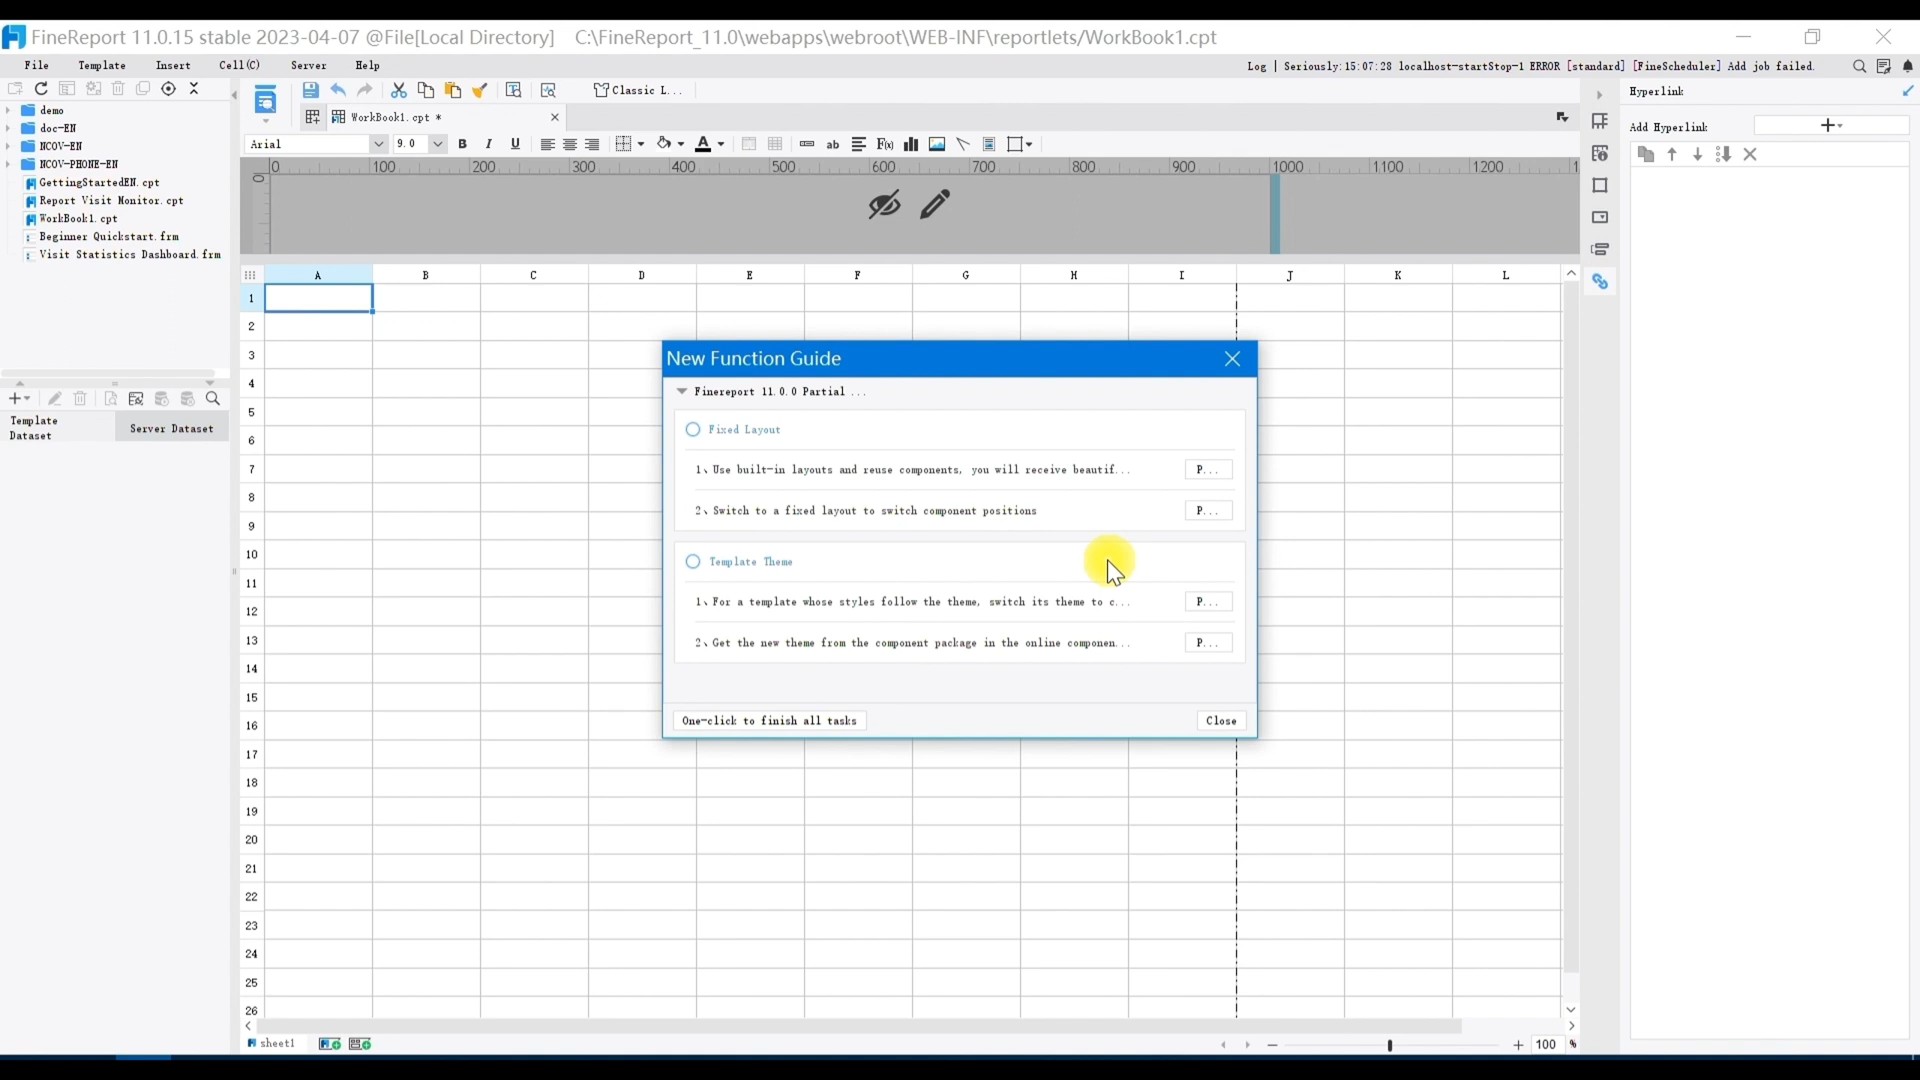 FineReport 11.0.15 stable 2023-04-07 @File[Local Directory]    C:\FineReport_11.0\webapps\webroot\WEB-INF\reportlets/WorkBook1.cpt
File Template Insert Cell(C) Server Help
Log | Seriously:15:07:28 localhost-startStop-1 ERROR [standard] [FineScheduler] Add job failed.
Classic L...
WorkBook1.cpt *
Arial 9.0 B I U ab F(x)
0 100 200 300 400 500 600 700 800 900 1000 1100 1200
0
demo
doc-EN
NCOV-EN
NCOV-PHONE-EN
GettingStartedEN.cpt
Report Visit Monitor.cpt
WorkBook1.cpt
Beginner Quickstart.frm
Visit Statistics Dashboard.frm
Template
Dataset
Server Dataset
A B C D E F G H I J K L
1
2
3
4
5
6
7
8
9
10
11
12
13
14
15
16
17
18
19
20
21
22
23
24
25
26
New Function Guide
Finereport 11.0.0 Partial ...
Fixed Layout
1、Use built-in layouts and reuse components, you will receive beautif... P...
2、Switch to a fixed layout to switch component positions P...
Template Theme
1、For a template whose styles follow the theme, switch its theme to c... P...
2、Get the new theme from the component package in the online componen... P...
One-click to finish all tasks
Close
Hyperlink
Add Hyperlink
sheet1
100 %